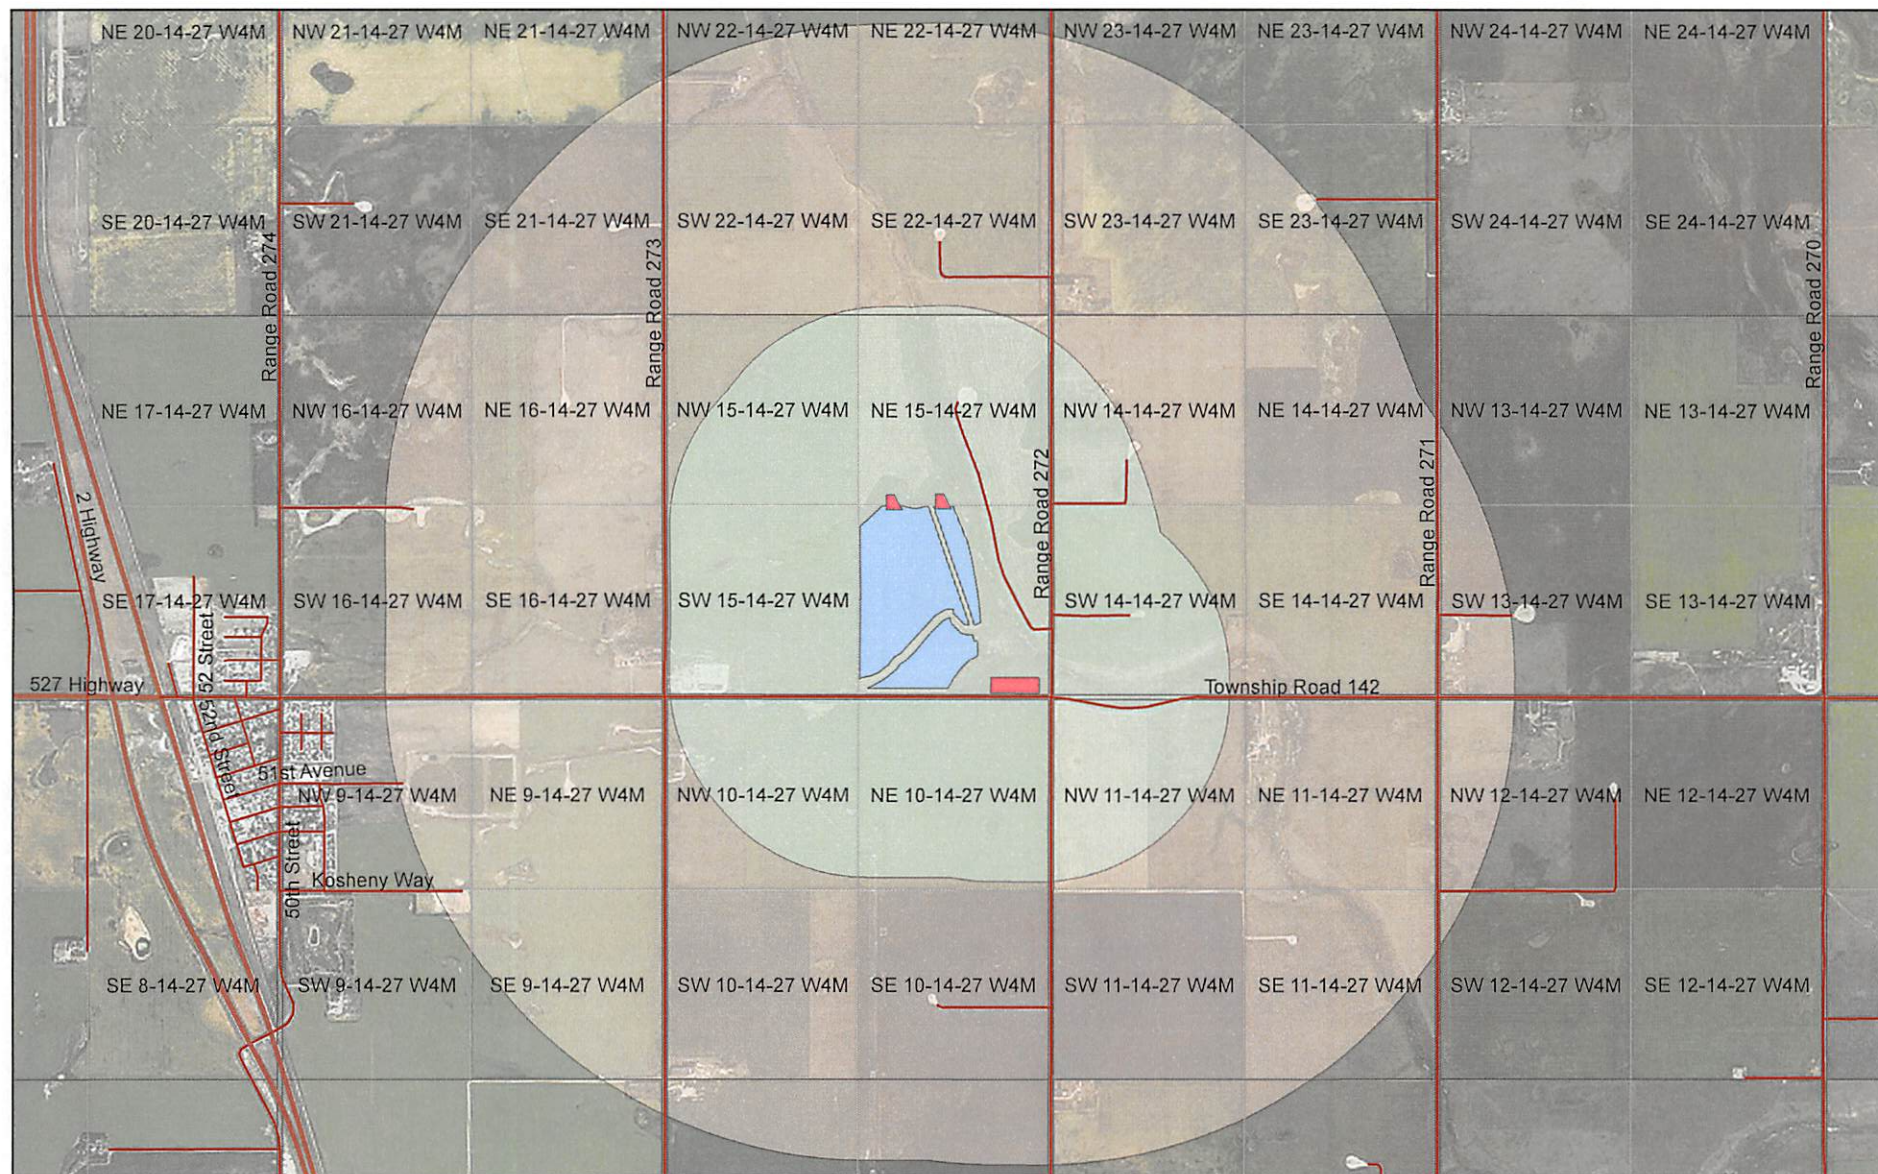 NE 20-14-27 W4M NW 21-14-27 W4M NE 21-14-27 W4M NW 22-14-27 W4M NE 22-14-27 W4M NW 23-14-27 W4M NE 23-14-27 W4M NW 24-14-27 W4M NE 24-14-27 W4M
SE 20-14-27 W4M SW 21-14-27 W4M SE 21-14-27 W4M SW 22-14-27 W4M SE 22-14-27 W4M SW 23-14-27 W4M SE 23-14-27 W4M SW 24-14-27 W4M SE 24-14-27 W4M
Range Road 274
Range Road 273
Range Road 270
NE 17-14-27 W4M NW 16-14-27 W4M NE 16-14-27 W4M NW 15-14-27 W4M NE 15-14-27 W4M NW 14-14-27 W4M NE 14-14-27 W4M NW 13-14-27 W4M NE 13-14-27 W4M
2 Highway
Range Road 272
Range Road 271
SE 17-14-27 W4M SW 16-14-27 W4M SE 16-14-27 W4M SW 15-14-27 W4M SW 14-14-27 W4M SE 14-14-27 W4M SW 13-14-27 W4M SE 13-14-27 W4M
52 Street
527 Highway
Township Road 142
52nd Street
51st Avenue
NW 9-14-27 W4M NE 9-14-27 W4M NW 10-14-27 W4M NE 10-14-27 W4M NW 11-14-27 W4M NE 11-14-27 W4M NW 12-14-27 W4M NE 12-14-27 W4M
50th Street
Kosheny Way
SE 8-14-27 W4M SW 9-14-27 W4M SE 9-14-27 W4M SW 10-14-27 W4M SE 10-14-27 W4M SW 11-14-27 W4M SE 11-14-27 W4M SW 12-14-27 W4M SE 12-14-27 W4M